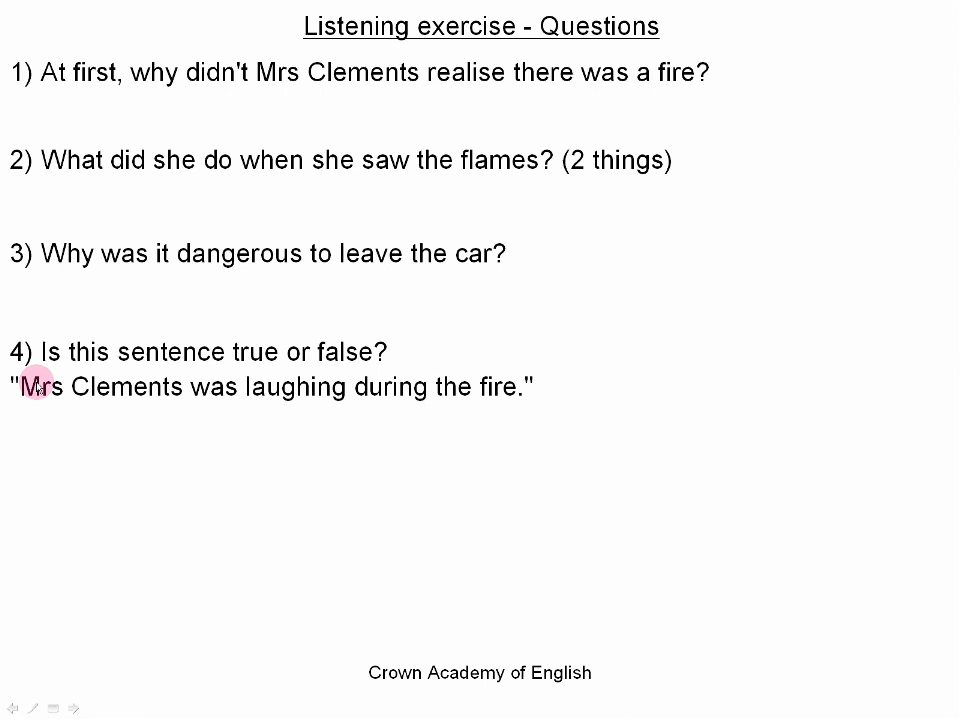 Listening exercise - Questions
1) At first, why didn't Mrs Clements realise there was a fire?
2) What did she do when she saw the flames? (2 things)
3) Why was it dangerous to leave the car?
4) Is this sentence true or false?
"Mrs Clements was laughing during the fire."
Crown Academy of English